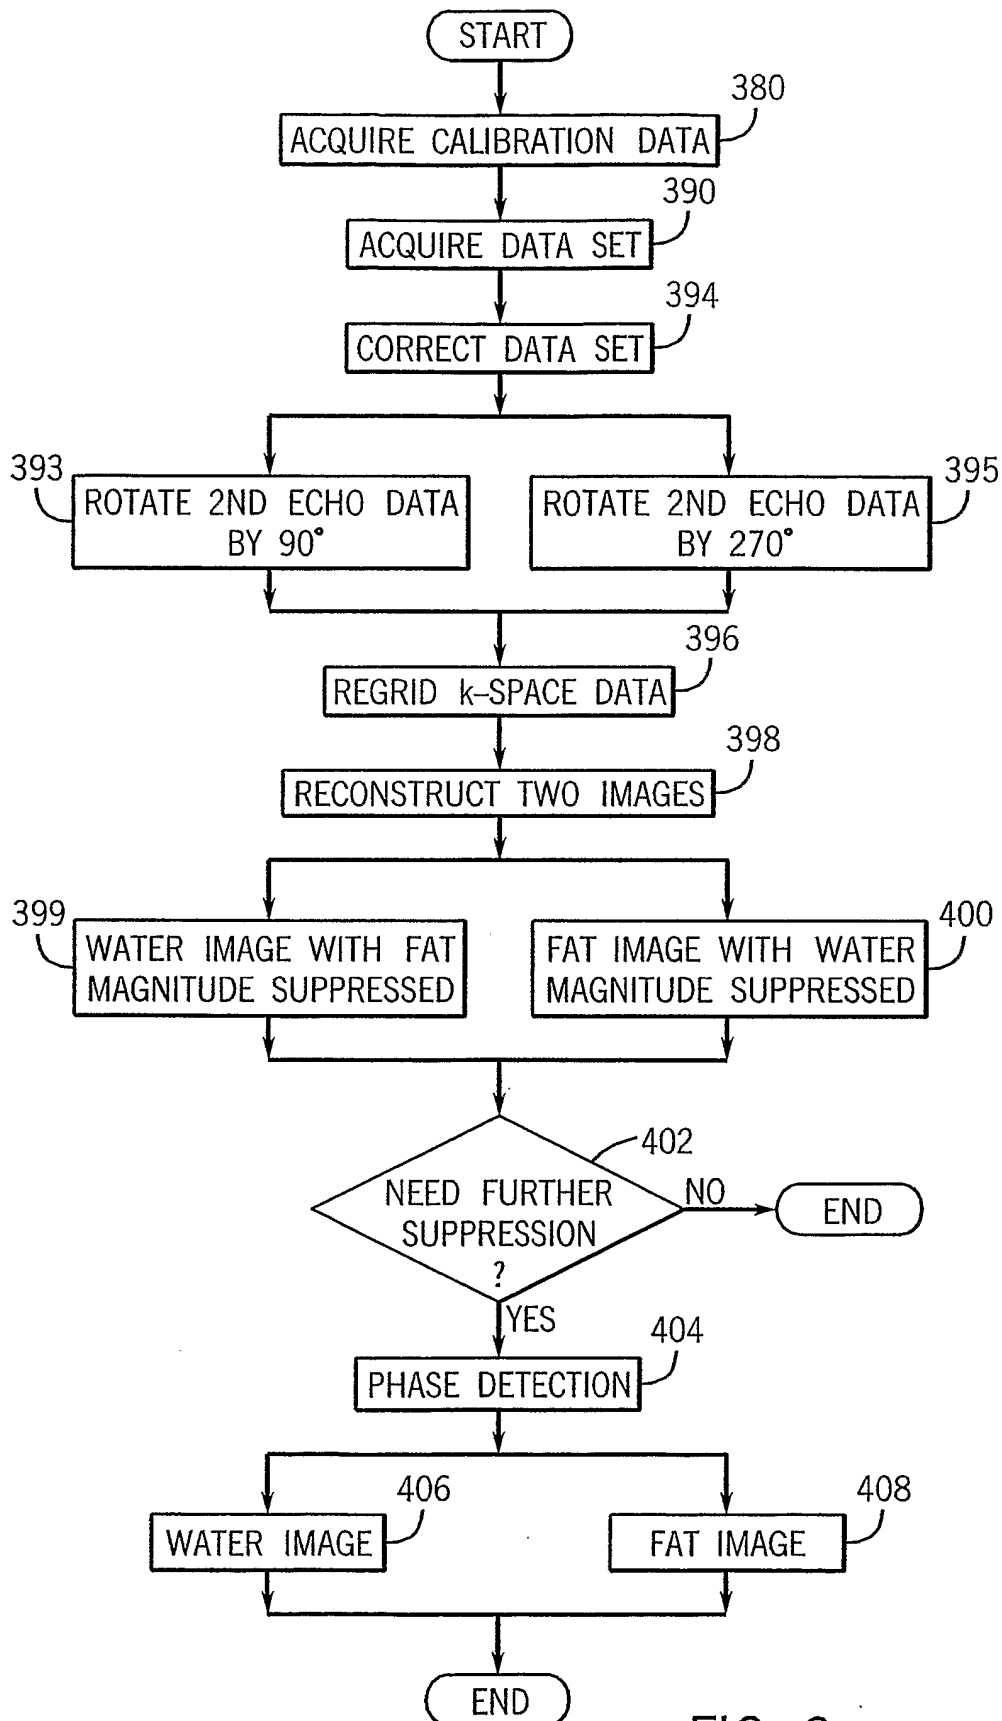 START
380
ACQUIRE CALIBRATION DATA
390
ACQUIRE DATA SET
394
CORRECT DATA SET
393
ROTATE 2ND ECHO DATA
BY 90°
395
ROTATE 2ND ECHO DATA
BY 270°
396
REGRID k-SPACE DATA
398
RECONSTRUCT TWO IMAGES
399
WATER IMAGE WITH FAT
MAGNITUDE SUPPRESSED
400
FAT IMAGE WITH WATER
MAGNITUDE SUPPRESSED
402
NEED FURTHER
SUPPRESSION
?
NO
END
YES
404
PHASE DETECTION
406
WATER IMAGE
408
FAT IMAGE
END